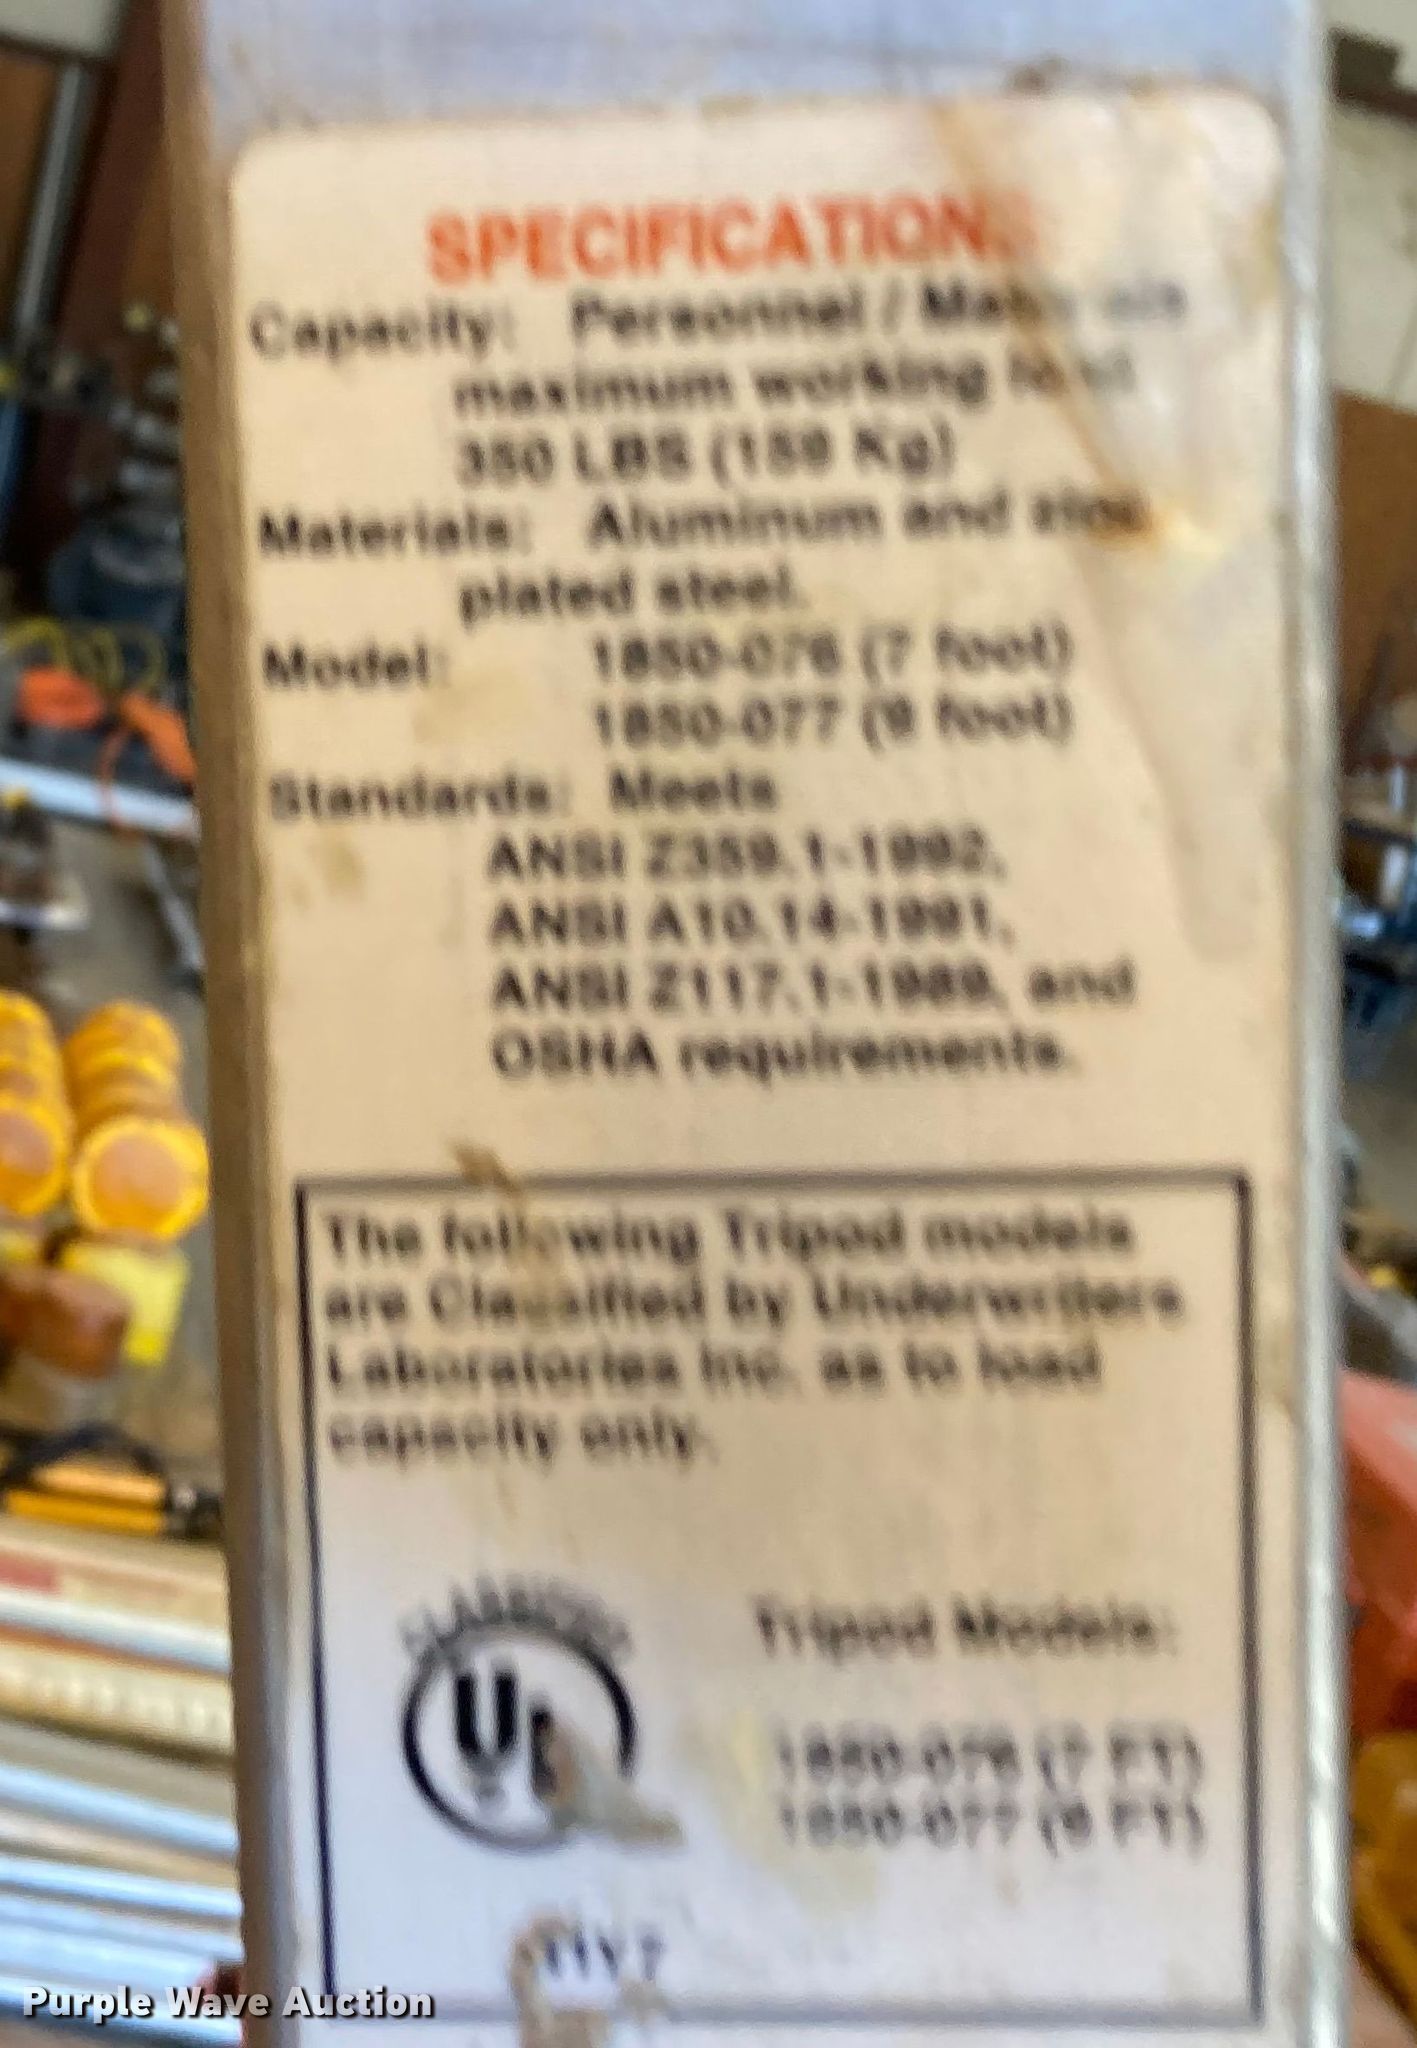 SPECIFICATIONS
Capacity: Personnel / Materials
maximum working load
350 LBS (159 Kg)
Materials: Aluminum and zinc
plated steel.
Model: 1850-076 (7 foot)
1850-077 (9 foot)
Standards: Meets
ANSI Z359.1-1992,
ANSI A10.14-1991,
ANSI Z117.1-1989, and
OSHA requirements.
The following Tripod models
are Classified by Underwriters
Laboratories Inc. as to load
capacity only.
CLASSIFIED
UL
Tripod Models:
1850-076 (7 FT)
1850-077 (9 FT)
Purple Wave Auction